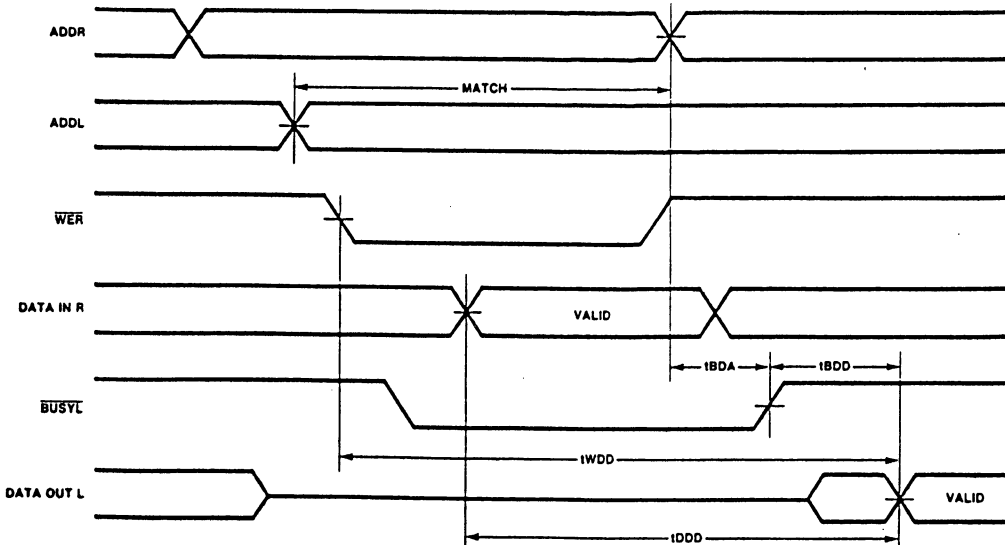 ADDR
MATCH
ADDL
WER
DATA IN R
VALID
tBDA
tBDD
BUSYL
tWDD
DATA OUT L
VALID
tDDD